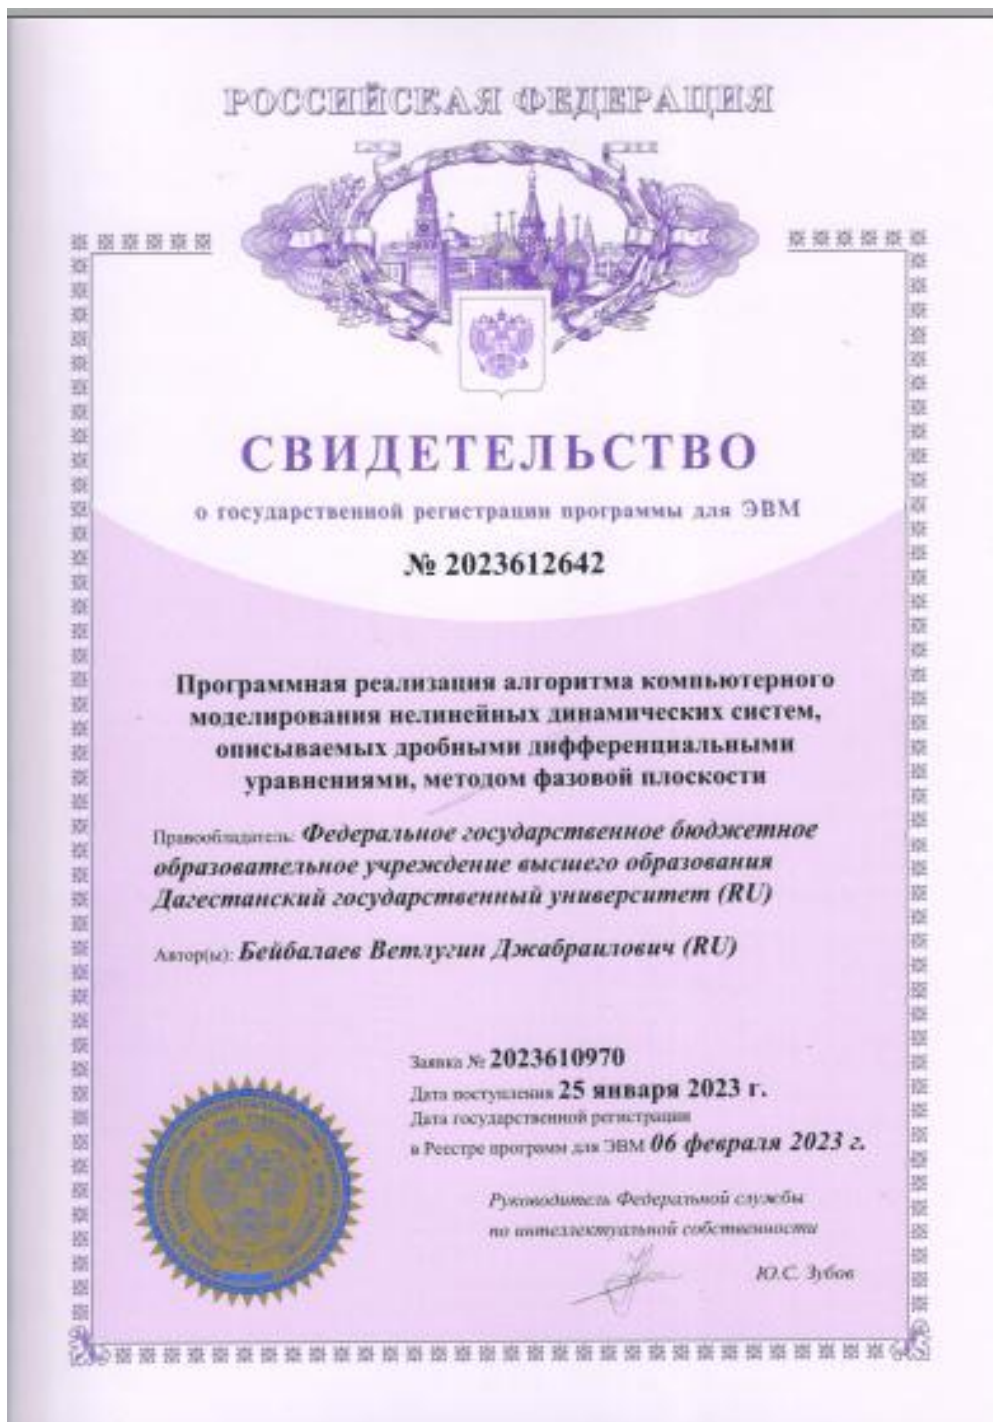 РОССИЙСКАЯ ФЕДЕРАЦИЯ
СВИДЕТЕЛЬСТВО
о государственной регистрации программы для ЭВМ
№ 2023612642
Программная реализация алгоритма компьютерного
моделирования нелинейных динамических систем,
описываемых дробными дифференциальными
уравнениями, методом фазовой плоскости
Правообладатель: Федеральное государственное бюджетное
образовательное учреждение высшего образования
Дагестанский государственный университет (RU)
Автор(ы): Бейбалаев Ветлугин Джабраилович (RU)
Заявка № 2023610970
Дата поступления 25 января 2023 г.
Дата государственной регистрации
в Реестре программ для ЭВМ 06 февраля 2023 г.
Руководитель Федеральной службы
по интеллектуальной собственности
Ю.С. Зубов